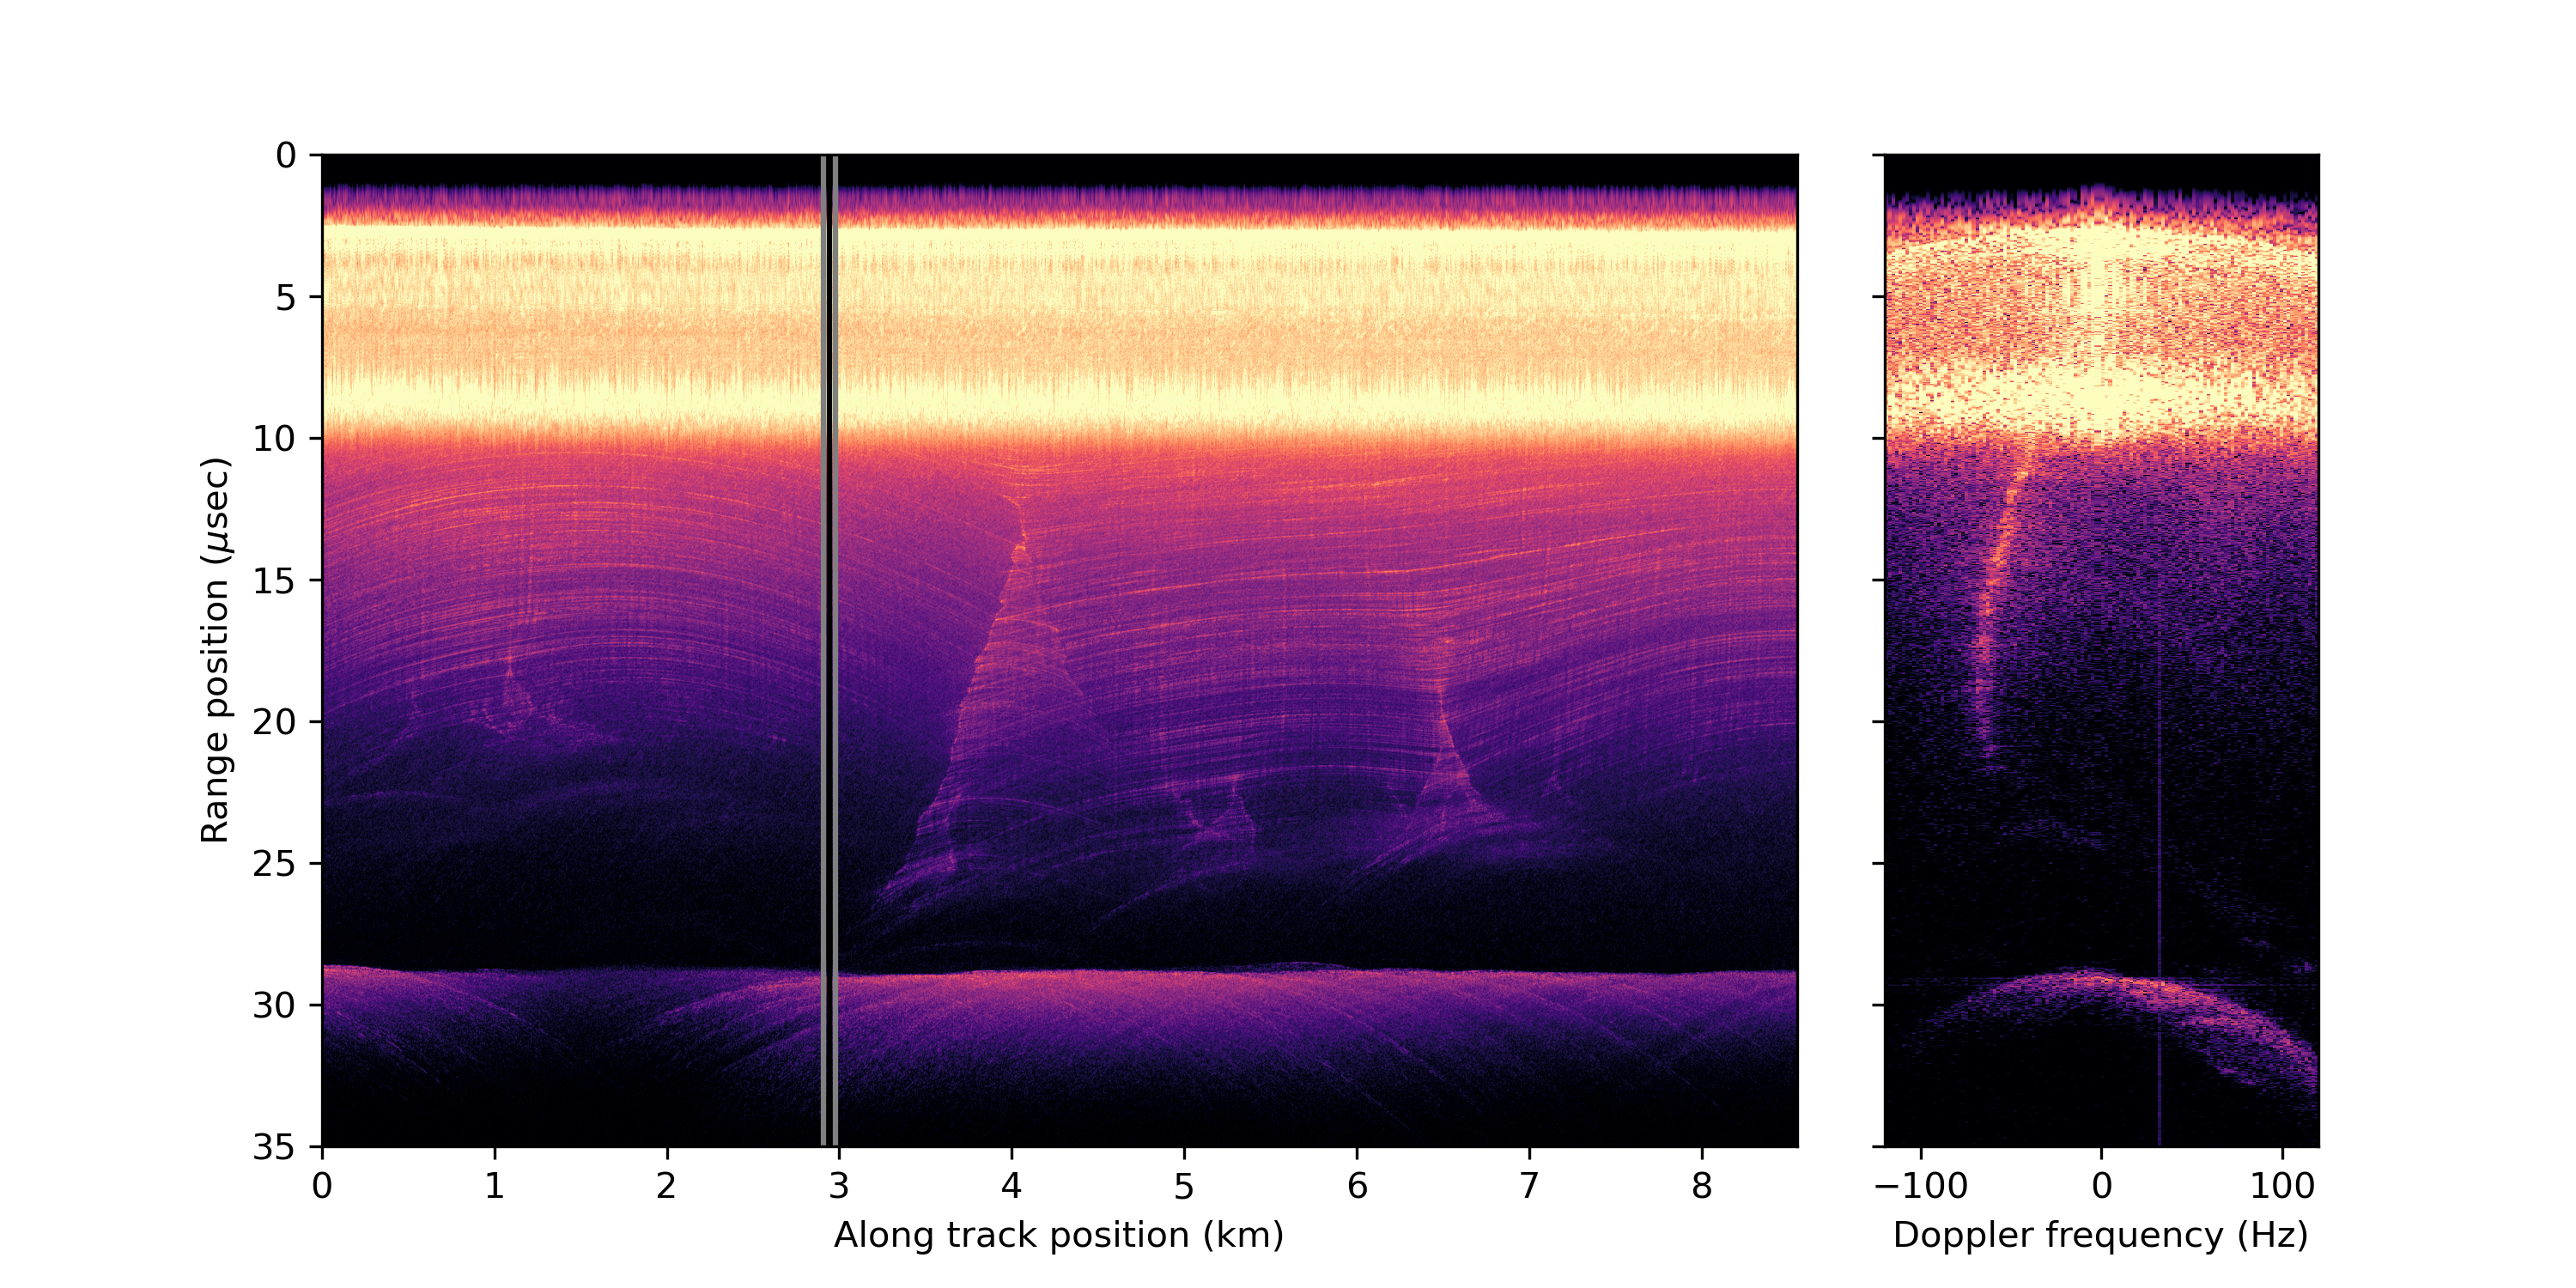 0
5
10
15
20
25
30
35
Range position (μsec)
0 1 2 3 4 5 6 7 8
Along track position (km)
−100 0 100
Doppler frequency (Hz)